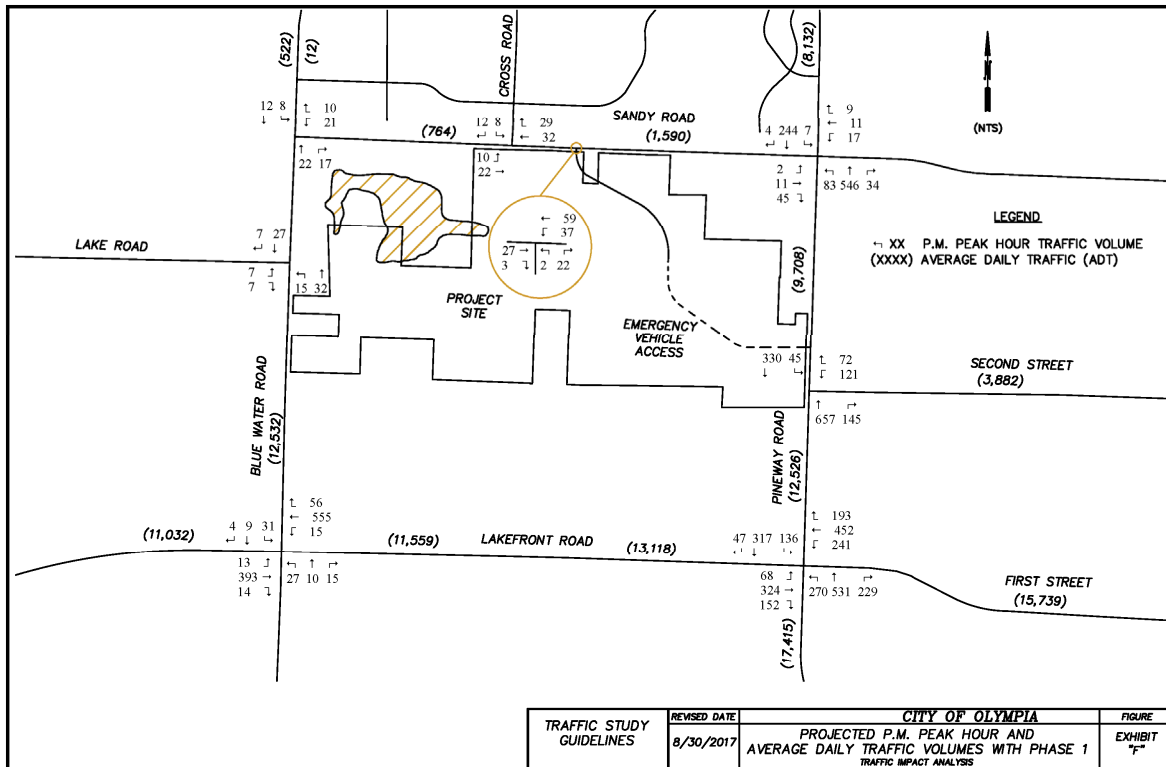 (522)
(12)
CROSS ROAD
(8,132)
N
(NTS)
12 8
10
21
(764)
12 8
29
32
SANDY ROAD
(1,590)
4 244 7
9
11
17
22 17
10
22
2
11
45
83 546 34
LEGEND
XX P.M. PEAK HOUR TRAFFIC VOLUME
(XXXX) AVERAGE DAILY TRAFFIC (ADT)
LAKE ROAD
7 27
7
7
15 32
59
37
27
3
2 22
(9,708)
PROJECT
SITE
EMERGENCY
VEHICLE
ACCESS
330 45
72
121
SECOND STREET
(3,882)
657 145
BLUE WATER ROAD
(12,532)
PINEWAY ROAD
(12,526)
(11,032)
4 9 31
56
555
15
(11,559)
LAKEFRONT ROAD
(13,118)
47 317 136
193
452
241
13
393
14
27 10 15
68
324
152
270 531 229
FIRST STREET
(15,739)
(17,415)
TRAFFIC STUDY
GUIDELINES
REVISED DATE
8/30/2017
CITY OF OLYMPIA
PROJECTED P.M. PEAK HOUR AND
AVERAGE DAILY TRAFFIC VOLUMES WITH PHASE 1
TRAFFIC IMPACT ANALYSIS
FIGURE
EXHIBIT
"F"